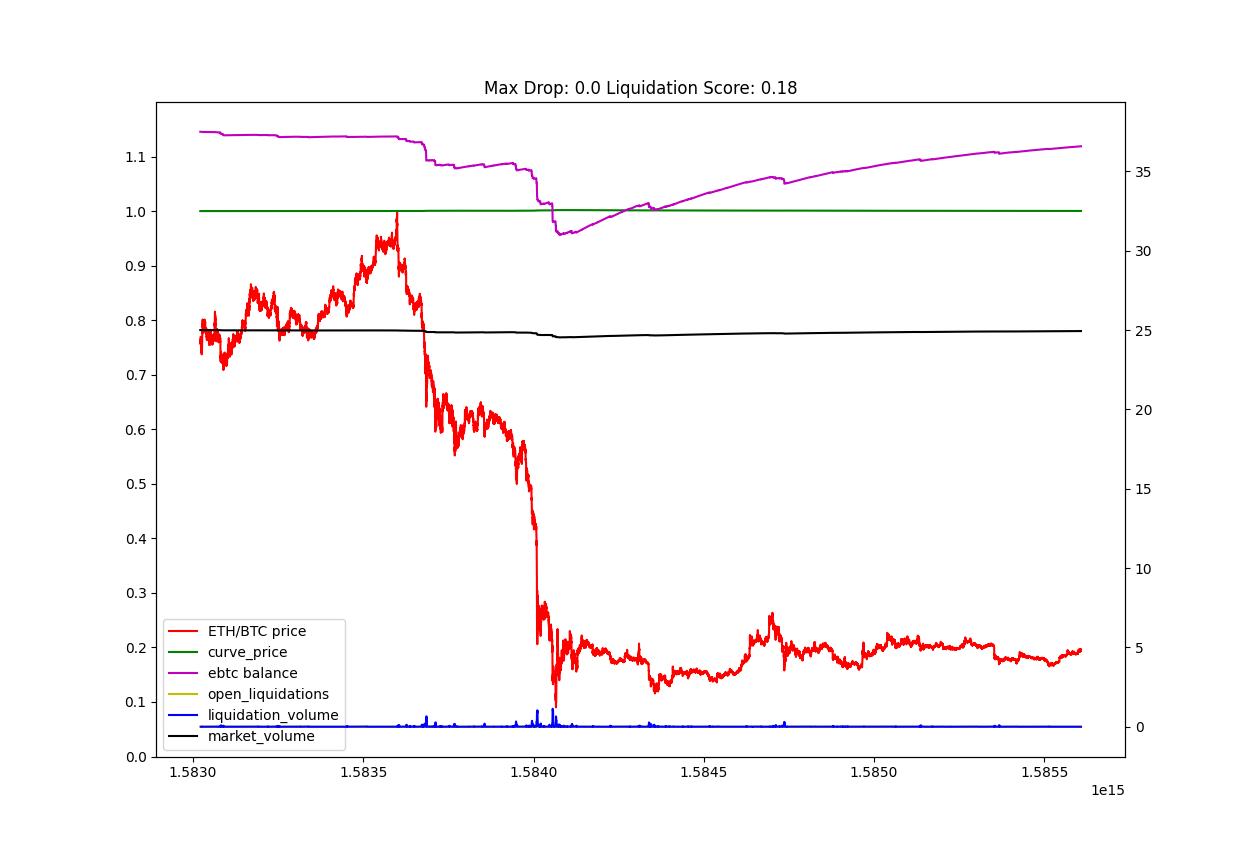 Max Drop: 0.0 Liquidation Score: 0.18
1.1
1.0
0.9
0.8
0.7
0.6
0.5
0.4
0.3
0.2
0.1
0.0
35
30
25
20
15
10
5
0
ETH/BTC price
curve_price
ebtc balance
open_liquidations
liquidation_volume
market_volume
1.5830 1.5835 1.5840 1.5845 1.5850 1.5855
1e15